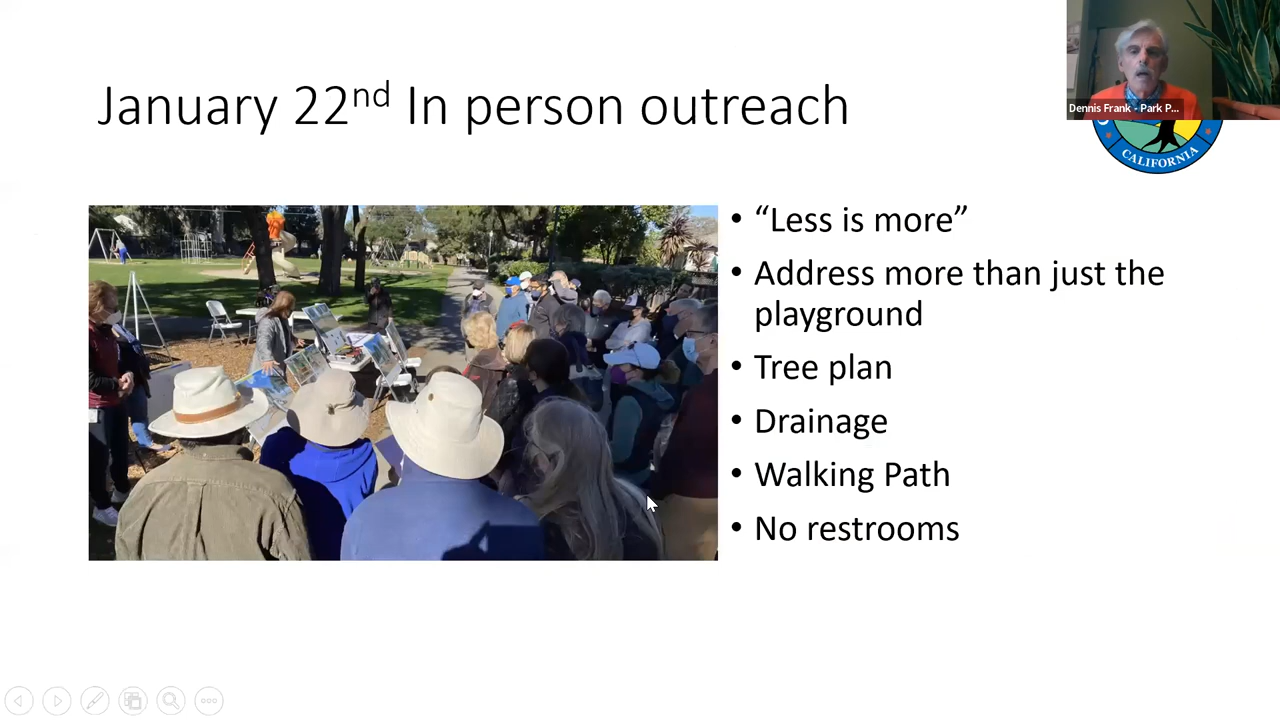 January 22nd In person outreach
Dennis Frank - Park P...
CALIFORNIA
• “Less is more”
• Address more than just the
playground
• Tree plan
• Drainage
• Walking Path
• No restrooms